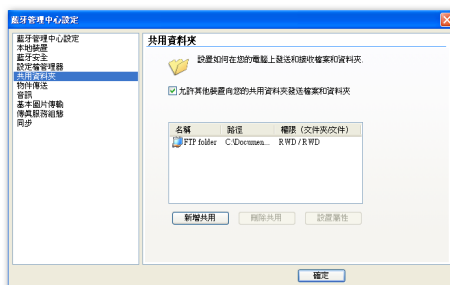 藍牙管理中心設定
藍牙管理中心設定
本地裝置
藍牙安全
設定檔管理器
共用資料夾
物件傳送
音訊
基本圖片傳輸
傳真服務組態
同步
共用資料夾
設置如何在您的電腦上發送和接收檔案和資料夾.
允許其他裝置向您的共用資料夾發送檔案和資料夾
名稱 路徑 權限（文件夾/文件）
FTP folder C:\Documen... RWD / RWD
新增共用 刪除共用 設置屬性
確定